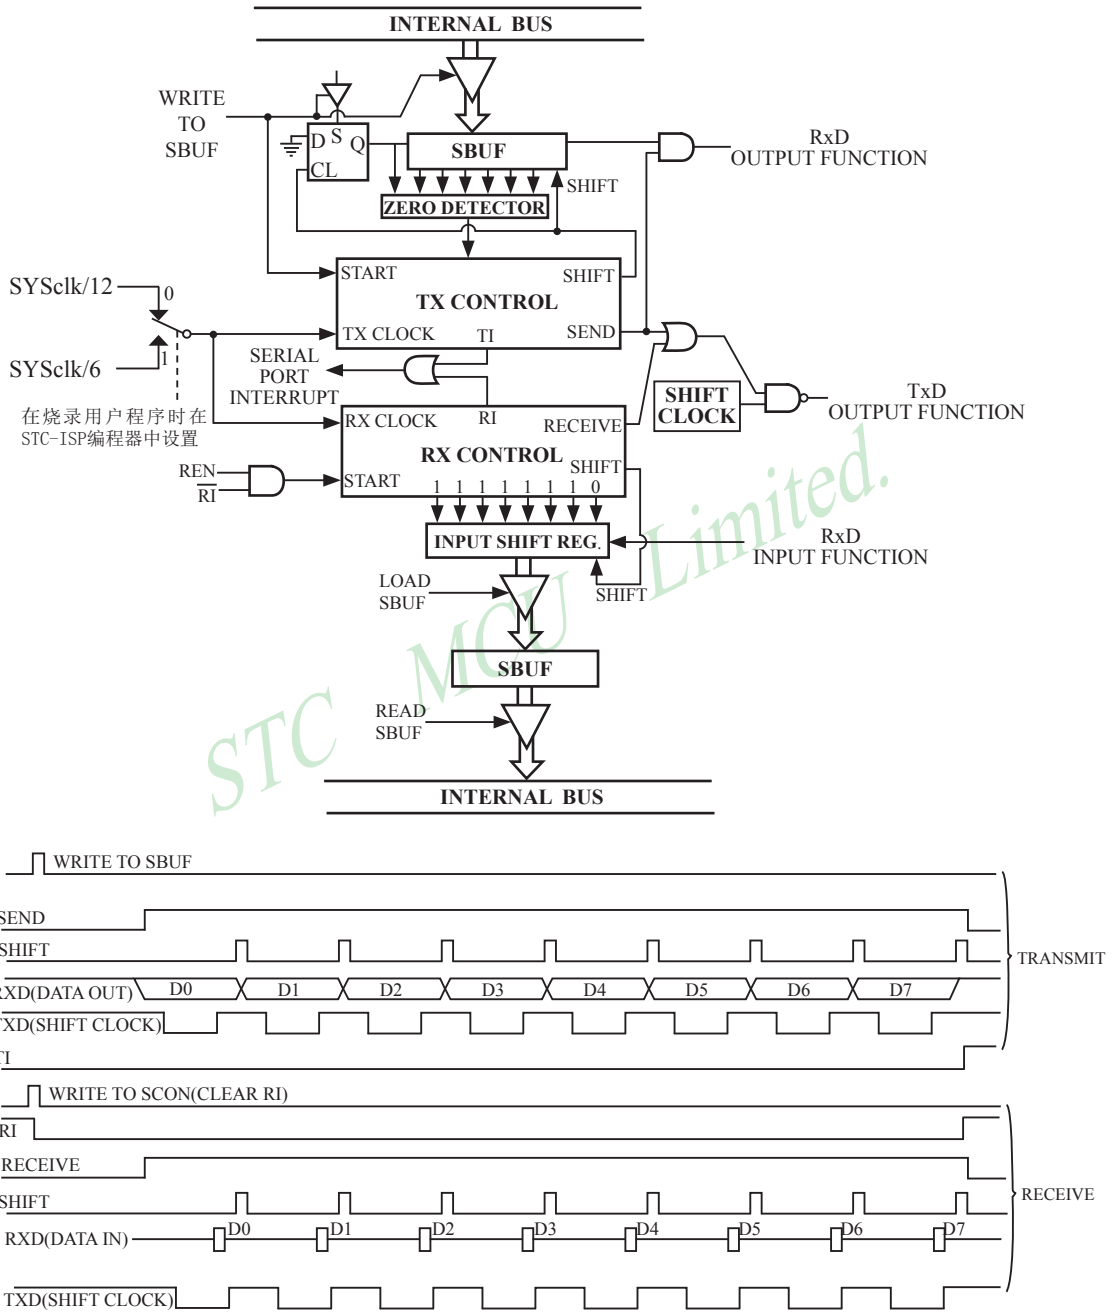 INTERNAL BUS
WRITE
TO
SBUF
D S Q
CL
SBUF
RxD
OUTPUT FUNCTION
SHIFT
ZERO DETECTOR
START
SHIFT
TX CONTROL
TX CLOCK
TI
SEND
SYSclk/12
0
SYSclk/6
1
在烧录用户程序时在
STC-ISP编程器中设置
SERIAL
PORT
INTERRUPT
SHIFT
CLOCK
TxD
OUTPUT FUNCTION
RX CLOCK
RI
RECEIVE
RX CONTROL
SHIFT
START
1 1 1 1 1 1 1 0
REN
RI
INPUT SHIFT REG.
RxD
INPUT FUNCTION
LOAD
SBUF
SHIFT
SBUF
READ
SBUF
INTERNAL BUS
STC MCU Limited.
WRITE TO SBUF
SEND
SHIFT
RXD(DATA OUT) D0 D1 D2 D3 D4 D5 D6 D7
TXD(SHIFT CLOCK)
TI
TRANSMIT
WRITE TO SCON(CLEAR RI)
RI
RECEIVE
SHIFT
RXD(DATA IN) D0 D1 D2 D3 D4 D5 D6 D7
TXD(SHIFT CLOCK)
RECEIVE